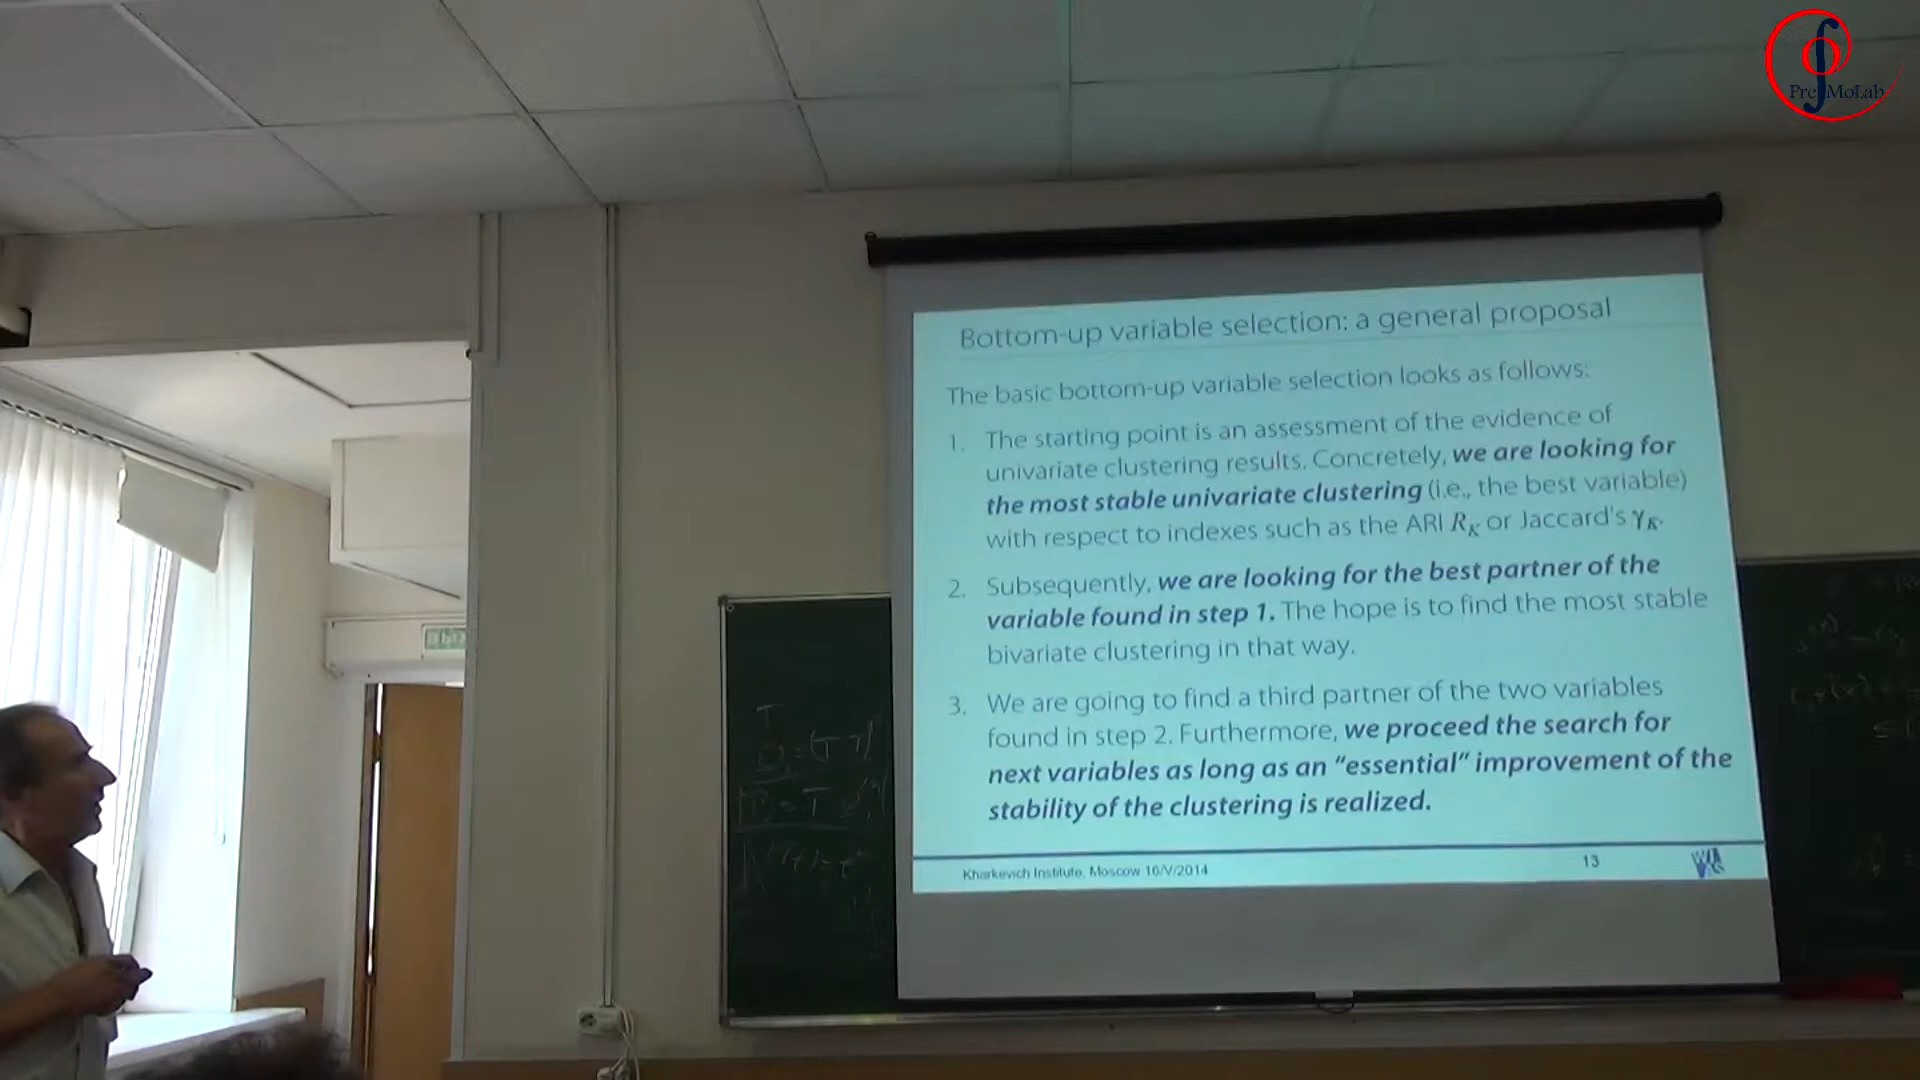 PreMoLab
Bottom-up variable selection: a general proposal
The basic bottom-up variable selection looks as follows:
1. The starting point is an assessment of the evidence of
univariate clustering results. Concretely, we are looking for
the most stable univariate clustering (i.e., the best variable)
with respect to indexes such as the ARI R_K or Jaccard's γ_K.
2. Subsequently, we are looking for the best partner of the
variable found in step 1. The hope is to find the most stable
bivariate clustering in that way.
3. We are going to find a third partner of the two variables
found in step 2. Furthermore, we proceed the search for
next variables as long as an “essential” improvement of the
stability of the clustering is realized.
Kharkevich Institute, Moscow 16/V/2014
13